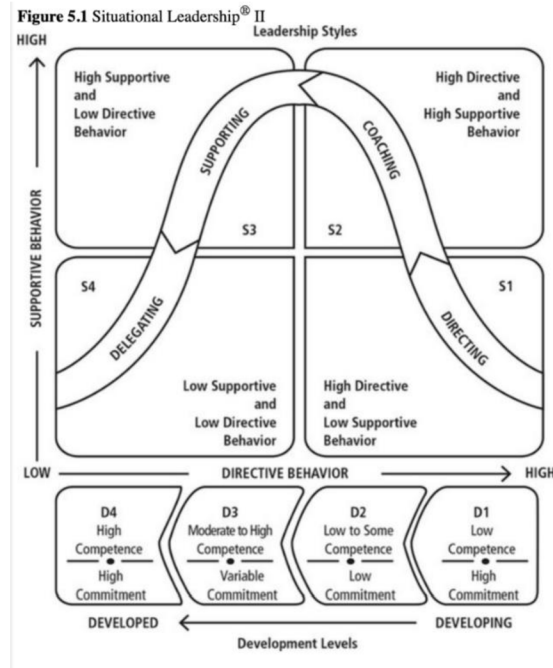 Figure 5.1 Situational Leadership® II
Leadership Styles
HIGH
High Supportive
and
Low Directive
Behavior
High Directive
and
High Supportive
Behavior
SUPPORTING
COACHING
S3
S2
SUPPORTIVE BEHAVIOR
S4
S1
DELEGATING
DIRECTING
Low Supportive
and
Low Directive
Behavior
High Directive
and
Low Supportive
Behavior
LOW
DIRECTIVE BEHAVIOR
HIGH
D4
High
Competence
High
Commitment
D3
Moderate to High
Competence
Variable
Commitment
D2
Low to Some
Competence
Low
Commitment
D1
Low
Competence
High
Commitment
DEVELOPED
DEVELOPING
Development Levels